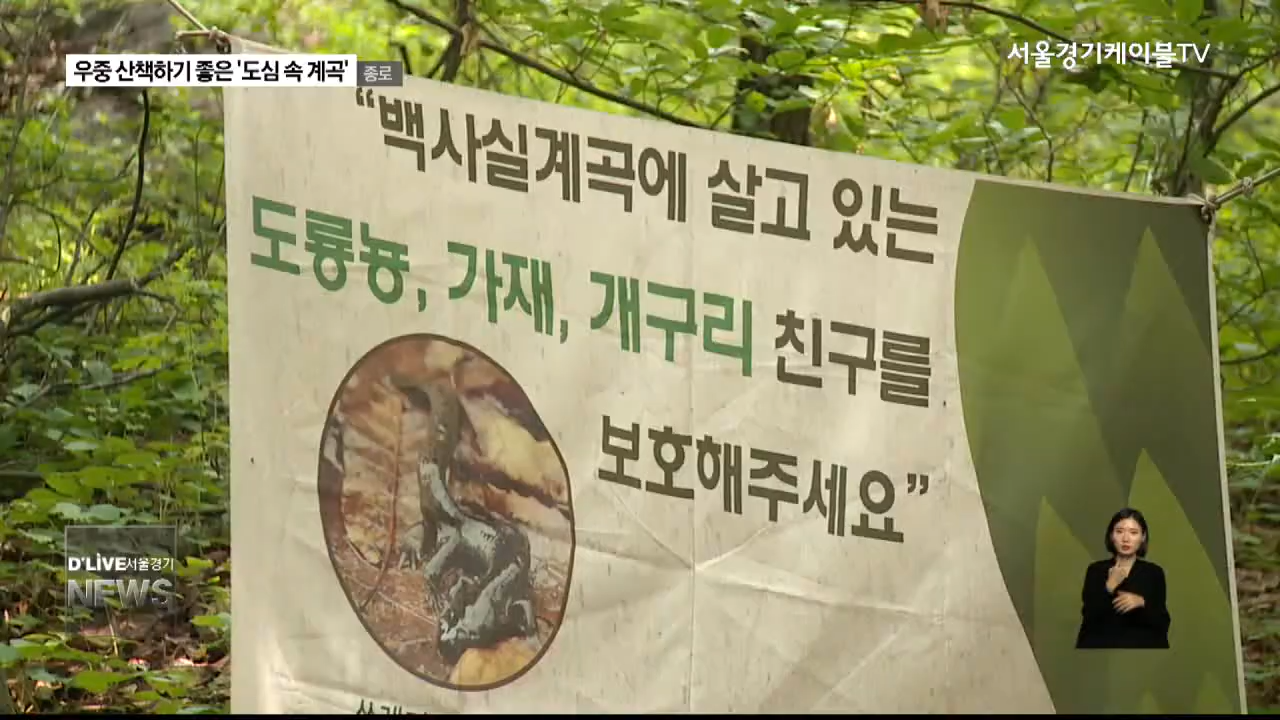 우중 산책하기 좋은 '도심 속 계곡' 종로
서울경기케이블TV
“백사실계곡에 살고 있는
도룡뇽, 가재, 개구리 친구를
보호해주세요”
D'LIVE서울경기
NEWS